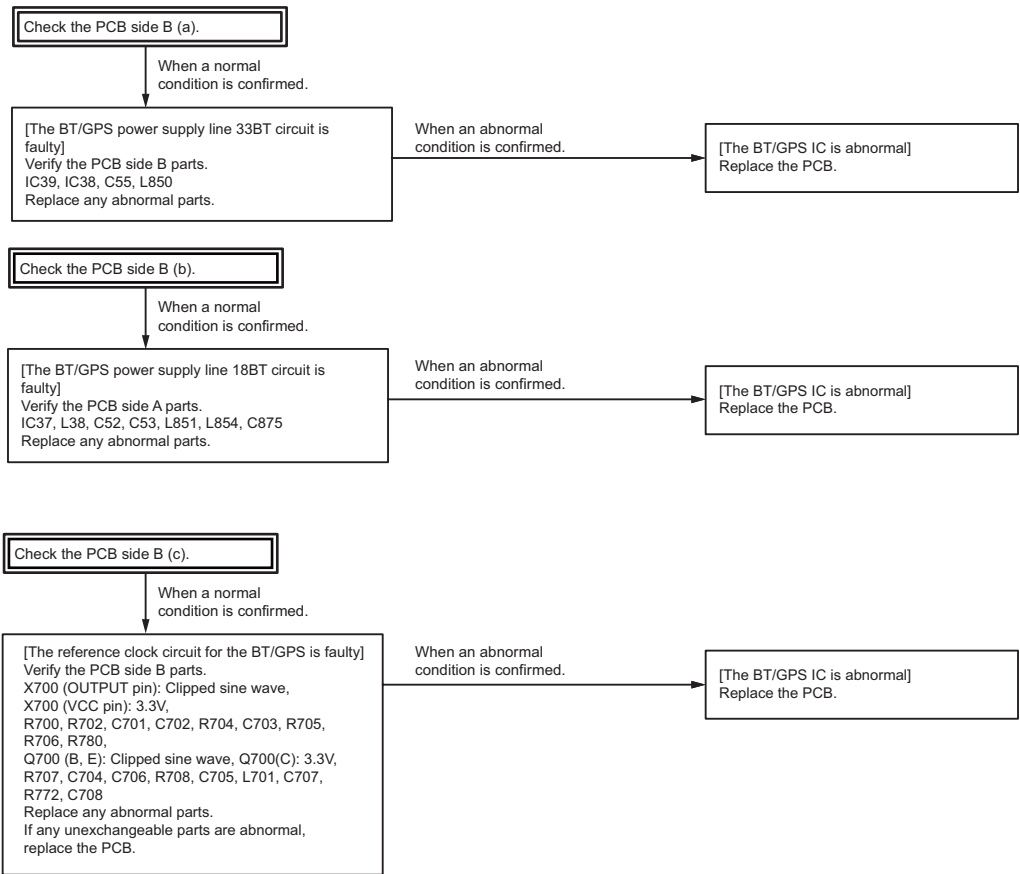 Check the PCB side B (a).
When a normal
condition is confirmed.
[The BT/GPS power supply line 33BT circuit is
faulty]
Verify the PCB side B parts.
IC39, IC38, C55, L850
Replace any abnormal parts.
When an abnormal
condition is confirmed.
[The BT/GPS IC is abnormal]
Replace the PCB.
Check the PCB side B (b).
When a normal
condition is confirmed.
[The BT/GPS power supply line 18BT circuit is
faulty]
Verify the PCB side A parts.
IC37, L38, C52, C53, L851, L854, C875
Replace any abnormal parts.
When an abnormal
condition is confirmed.
[The BT/GPS IC is abnormal]
Replace the PCB.
Check the PCB side B (c).
When a normal
condition is confirmed.
[The reference clock circuit for the BT/GPS is faulty]
Verify the PCB side B parts.
X700 (OUTPUT pin): Clipped sine wave,
X700 (VCC pin): 3.3V,
R700, R702, C701, C702, R704, C703, R705,
R706, R780,
Q700 (B, E): Clipped sine wave, Q700(C): 3.3V,
R707, C704, C706, R708, C705, L701, C707,
R772, C708
Replace any abnormal parts.
If any unexchangeable parts are abnormal,
replace the PCB.
When an abnormal
condition is confirmed.
[The BT/GPS IC is abnormal]
Replace the PCB.